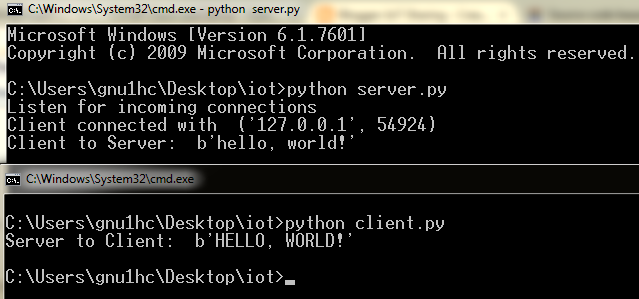 C:\Windows\System32\cmd.exe - python  server.py
Microsoft Windows [Version 6.1.7601]
Copyright (c) 2009 Microsoft Corporation.  All rights reserved.
C:\Users\gnu1hc\Desktop\iot>python server.py
Listen for incoming connections
Client connected with  ('127.0.0.1', 54924)
Client to Server:  b'hello, world!'
C:\Windows\System32\cmd.exe
C:\Users\gnu1hc\Desktop\iot>python client.py
Server to Client:  b'HELLO, WORLD!'
C:\Users\gnu1hc\Desktop\iot>_